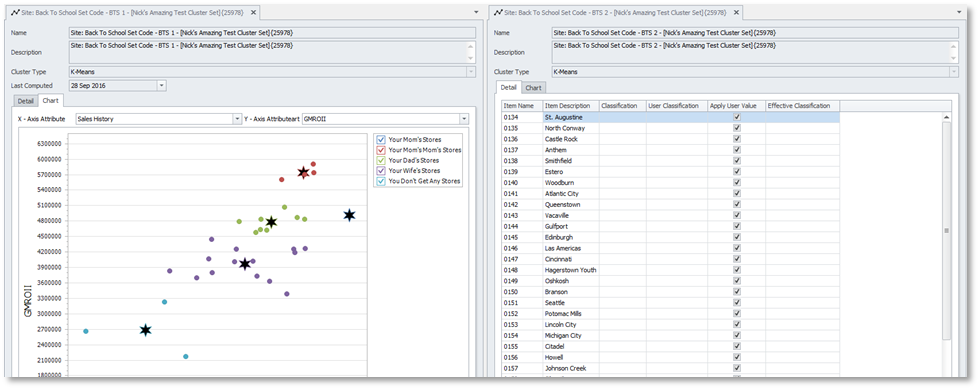 Site: Back To School Set Code - BTS 1 - [Nick's Amazing Test Cluster Set]{25978}
Name
Site: Back To School Set Code - BTS 1 - [Nick's Amazing Test Cluster Set]{25978}
Description
Site: Back To School Set Code - BTS 1 - [Nick's Amazing Test Cluster Set]{25978}
Cluster Type
K-Means
Last Computed
28 Sep 2016
Detail
Chart
X - Axis Attribute
Sales History
Y - Axis Attributeart
GMROII
6300000
6000000
5700000
5400000
5100000
4800000
4500000
4200000
3900000
3600000
3300000
3000000
2700000
2400000
2100000
1800000
GMROII
Your Mom's Stores
Your Mom's Mom's Stores
Your Dad's Stores
Your Wife's Stores
You Don't Get Any Stores
Site: Back To School Set Code - BTS 2 - [Nick's Amazing Test Cluster Set]{25978}
Name
Site: Back To School Set Code - BTS 2 - [Nick's Amazing Test Cluster Set]{25978}
Description
Site: Back To School Set Code - BTS 2 - [Nick's Amazing Test Cluster Set]{25978}
Cluster Type
K-Means
Detail
Chart
Item Name Item Description Classification User Classification Apply User Value Effective Classification
0134 St. Augustine
0135 North Conway
0136 Castle Rock
0137 Anthem
0138 Smithfield
0139 Estero
0140 Woodburn
0141 Atlantic City
0142 Queenstown
0143 Vacaville
0144 Gulfport
0145 Edinburgh
0146 Las Americas
0147 Cincinnati
0148 Hagerstown Youth
0149 Oshkosh
0150 Branson
0151 Seattle
0152 Potomac Mills
0153 Lincoln City
0154 Michigan City
0155 Citadel
0156 Howell
0157 Johnson Creek